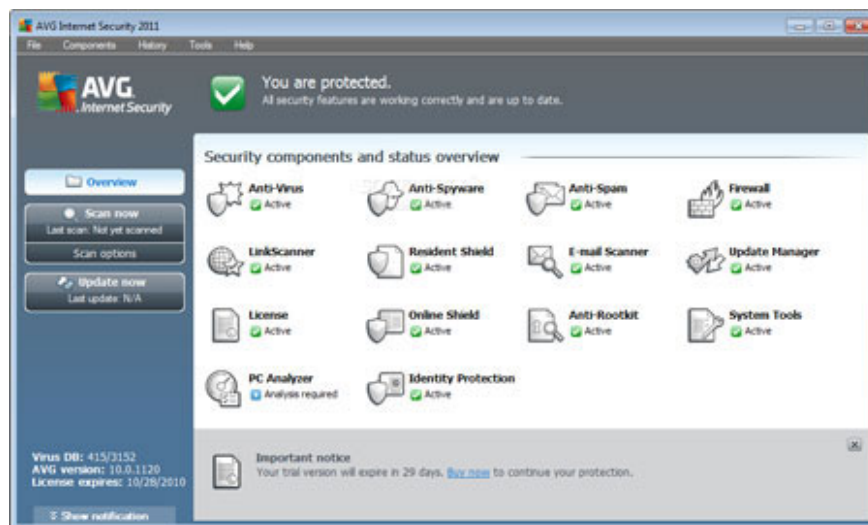 AVG Internet Security 2011
File Components History Tools Help
AVG
Internet Security
You are protected.
All security features are working correctly and are up to date.
Overview
Scan now
Last scan: Not yet scanned
Scan options
Update now
Last update: N/A
Security components and status overview
Anti-Virus
Active
Anti-Spyware
Active
Anti-Spam
Active
Firewall
Active
LinkScanner
Active
Resident Shield
Active
E-mail Scanner
Active
Update Manager
Active
License
Active
Online Shield
Active
Anti-Rootkit
Active
System Tools
Active
PC Analyzer
Analysis required
Identity Protection
Active
Virus DB: 415/3152
AVG version: 10.0.1120
License expires: 10/28/2010
Show notification
Important notice
Your trial version will expire in 29 days. Buy now to continue your protection.